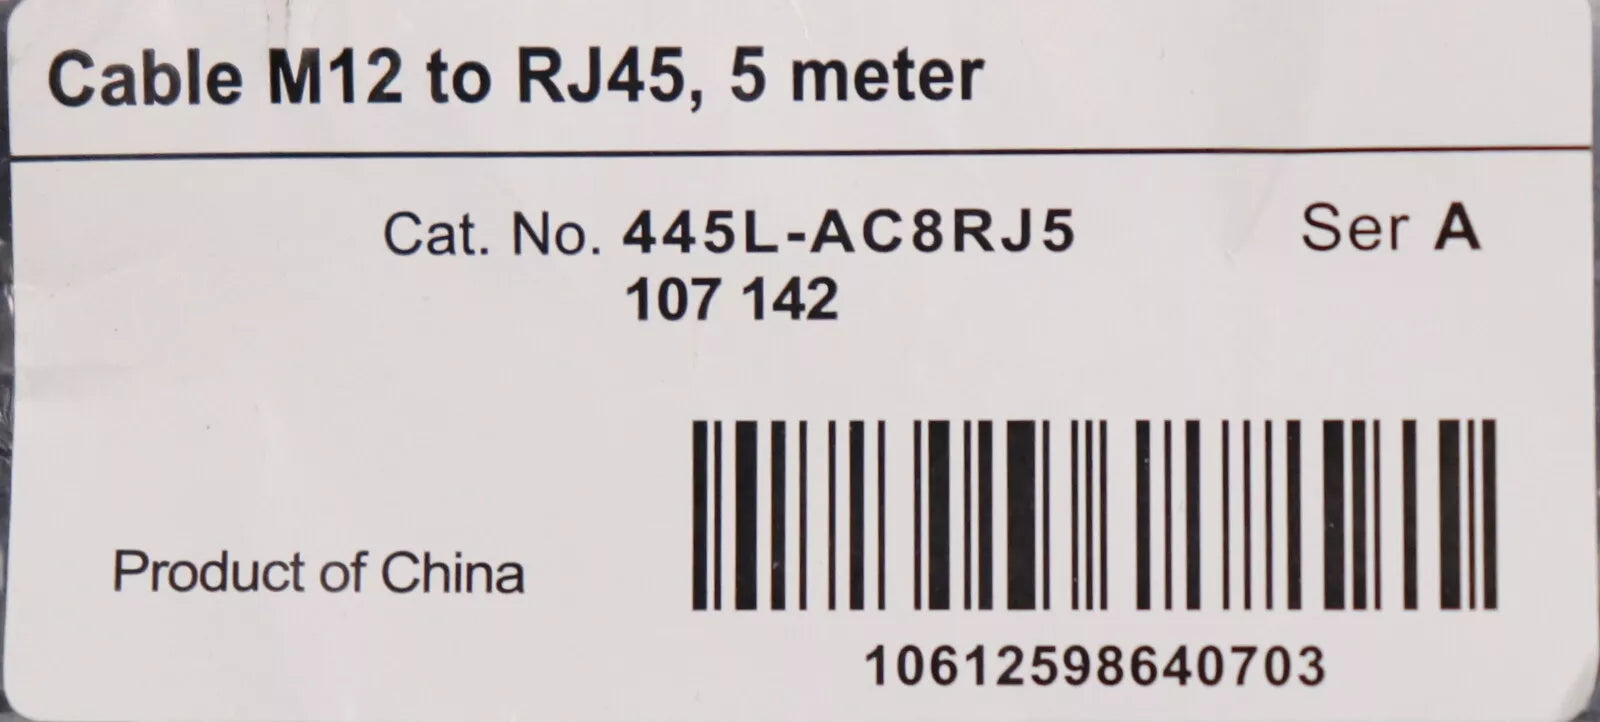 Cable M12 to RJ45, 5 meter
Cat. No. 445L-AC8RJ5 Ser A
107 142
Product of China
10612598640703